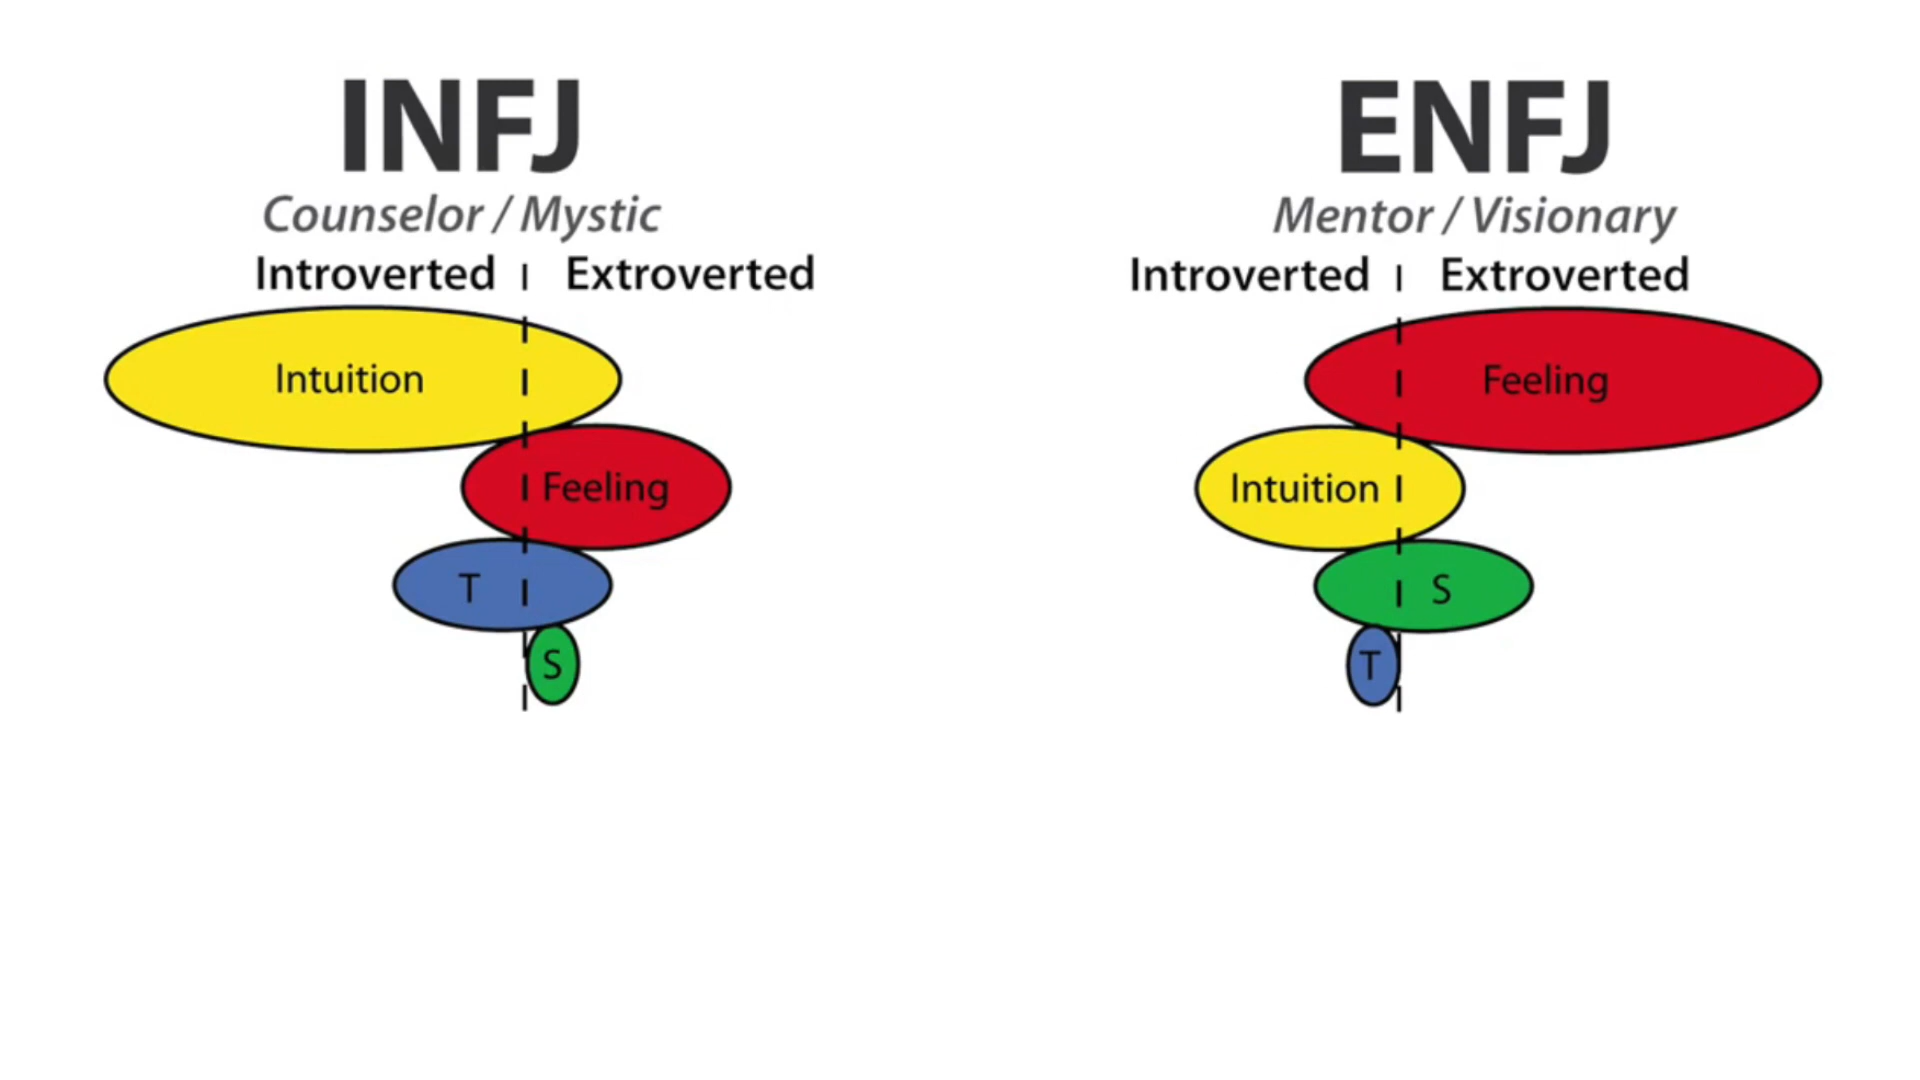 INFJ
Counselor / Mystic
Introverted | Extroverted
Intuition
Feeling
T
S
ENFJ
Mentor / Visionary
Introverted | Extroverted
Feeling
Intuition
S
T